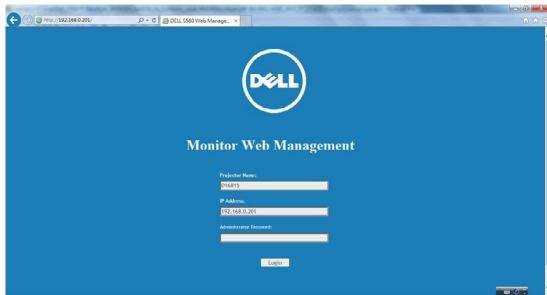 http://192.168.0.201/
DELL S560 Web Manage...
DELL
Monitor Web Management
Projector Name:
IP Address:
192.168.0.201
Administrator Password:
Login